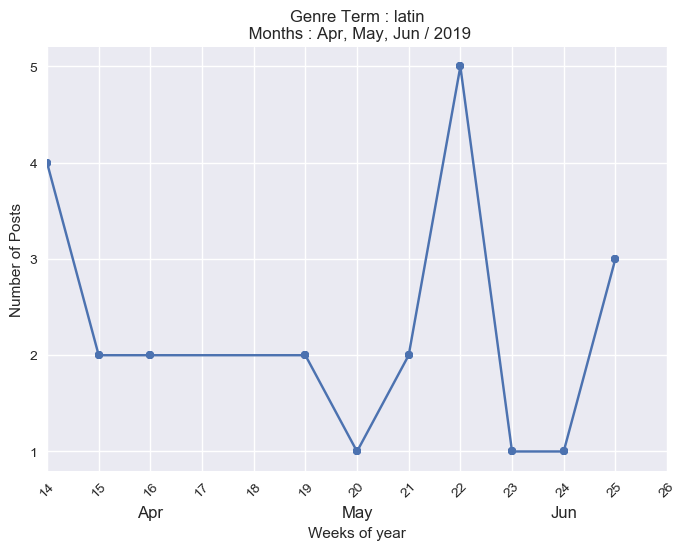 Genre Term : latin
Months : Apr, May, Jun / 2019
5
4
3
2
1
Number of Posts
14 15 16 17 18 19 20 21 22 23 24 25 26
Apr May Jun
Weeks of year